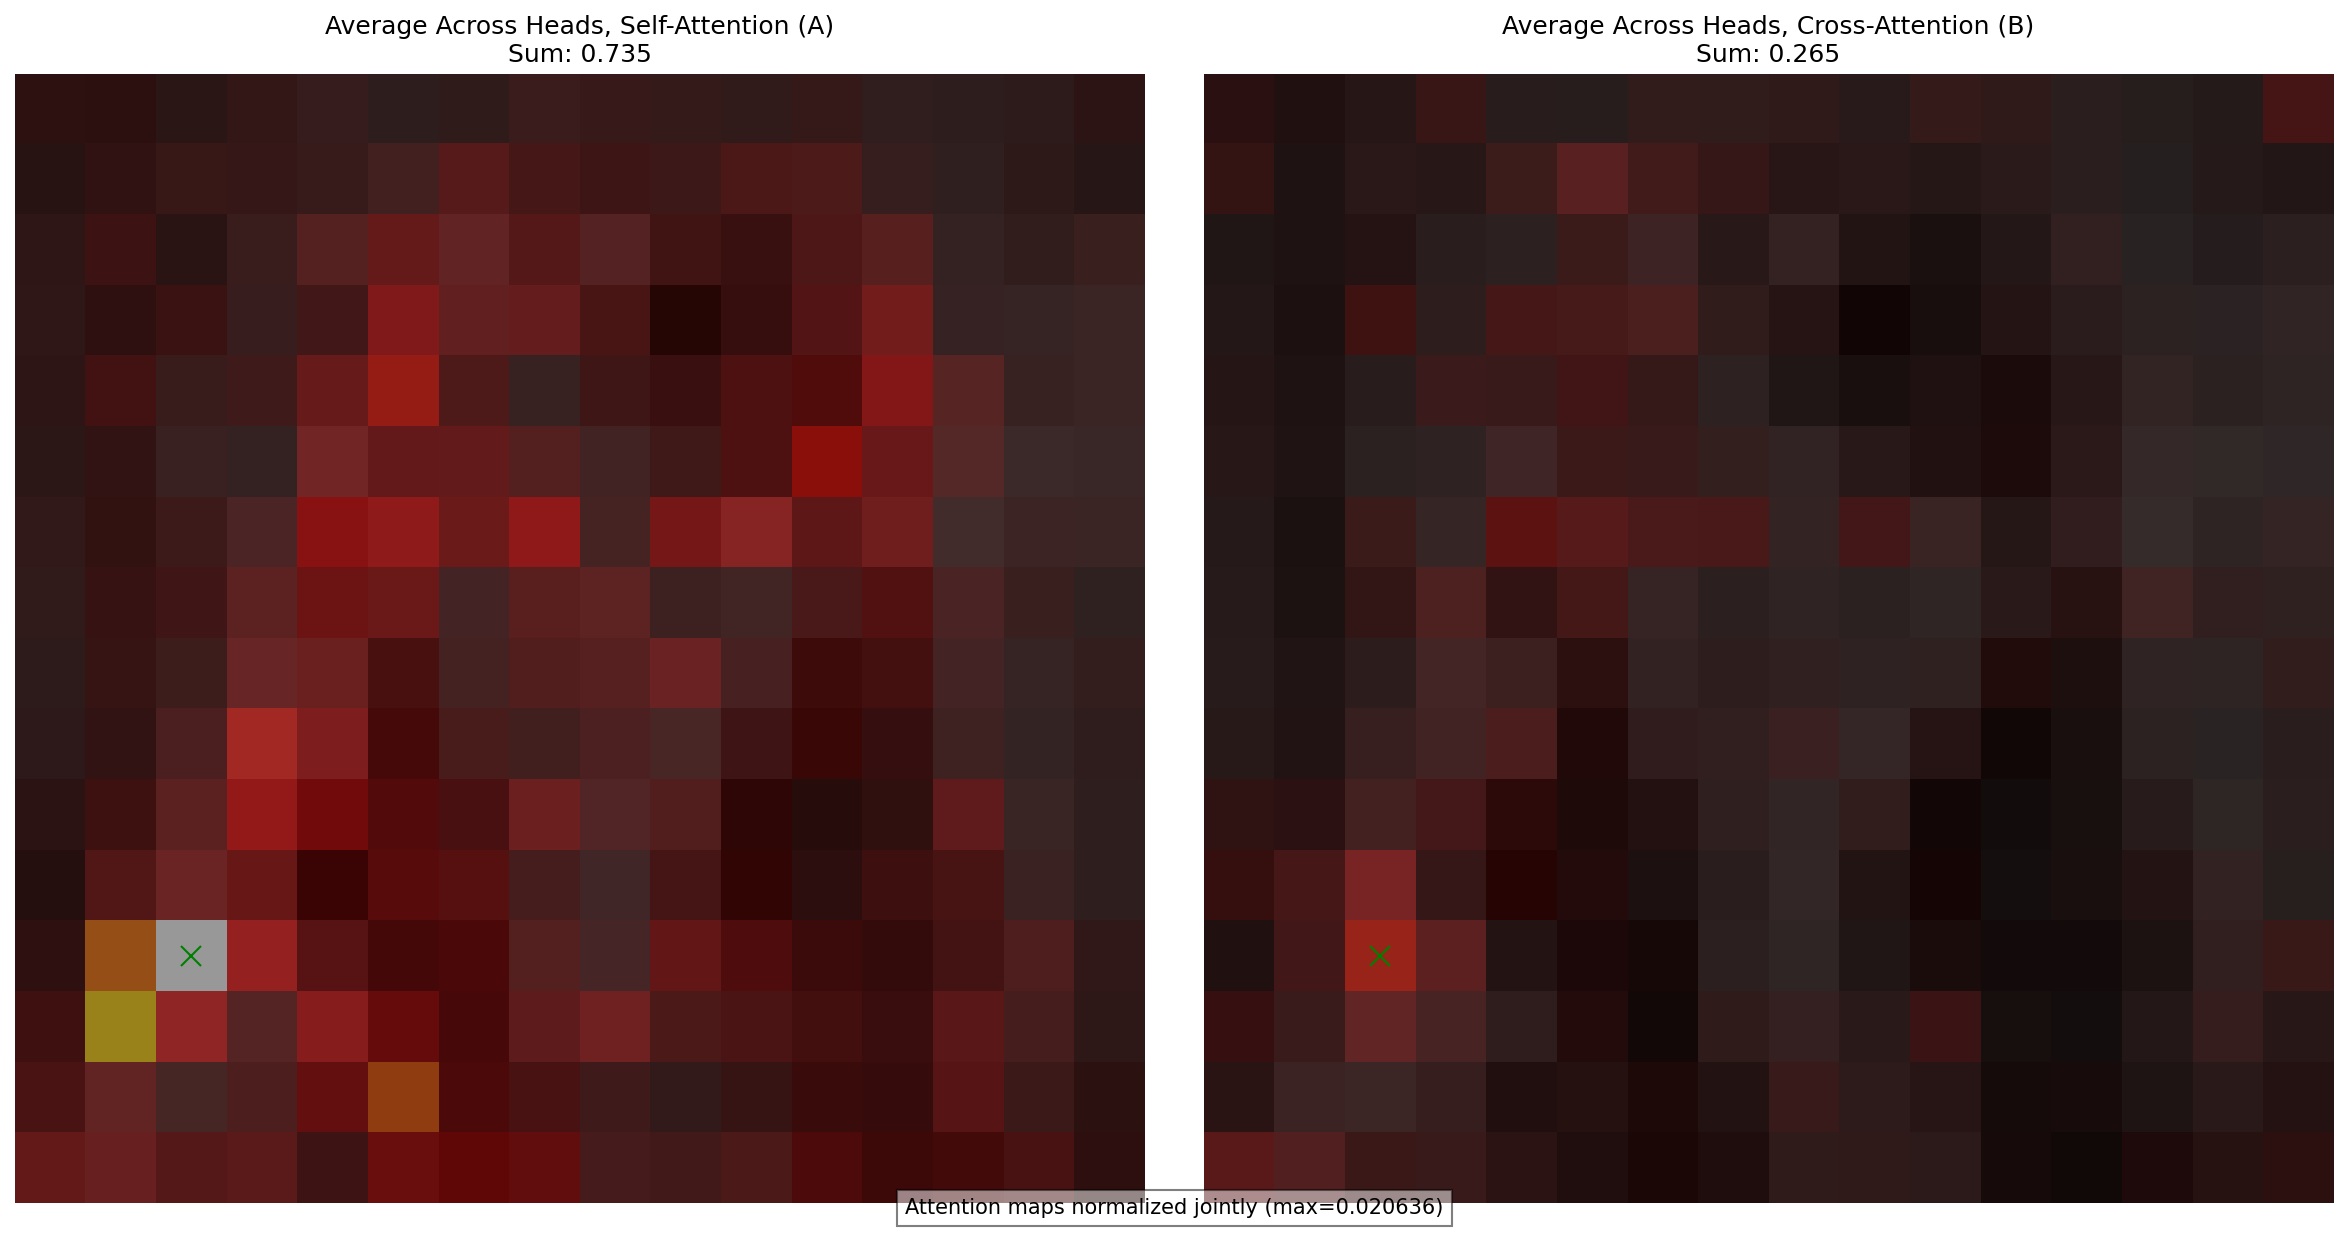 Average Across Heads, Self-Attention (A)
Sum: 0.735
Average Across Heads, Cross-Attention (B)
Sum: 0.265
Attention maps normalized jointly (max=0.020636)